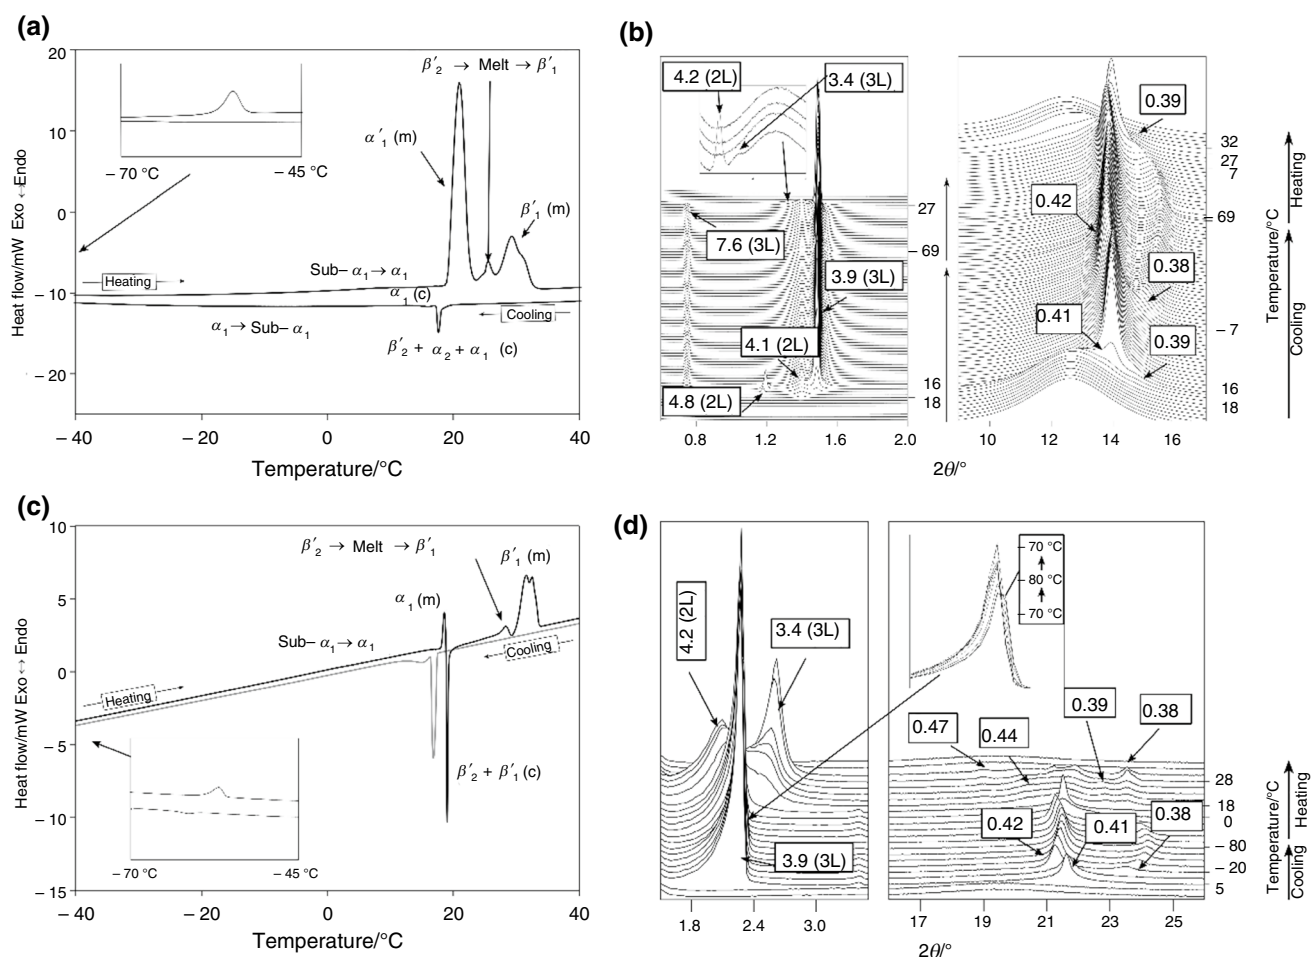 (a)
20
10
0
– 10
– 20
Heat flow/mW Exo ↔ Endo
– 70 °C
– 45 °C
β′2 → Melt → β′1
α′1 (m)
β′1 (m)
Sub– α1 → α1
Heating
α1 (c)
Cooling
α1 → Sub– α1
β′2 + α2 + α1 (c)
– 40
– 20
0
20
40
Temperature/°C
(b)
4.2 (2L)
3.4 (3L)
7.6 (3L)
3.9 (3L)
4.1 (2L)
4.8 (2L)
27
– 69
16
18
0.8
1.2
1.6
2.0
0.39
0.42
0.38
0.41
0.39
32
27
7
– 69
– 7
16
18
10
12
14
16
2θ/°
Temperature/°C
Cooling
Heating
(c)
10
5
0
– 5
– 10
– 15
Heat flow/mW Exo ↔ Endo
β′2 → Melt → β′1
β′1 (m)
α1 (m)
Sub– α1 → α1
Cooling
Heating
β′2 + β′1 (c)
– 70 °C
– 45 °C
– 40
– 20
0
20
40
Temperature/°C
(d)
4.2 (2L)
3.4 (3L)
3.9 (3L)
1.8
2.4
3.0
– 70 °C
– 80 °C
– 70 °C
0.47
0.44
0.39
0.38
0.42
0.41
0.38
28
18
0
– 80
– 20
5
17
19
21
23
25
2θ/°
Temperature/°C
Cooling
Heating